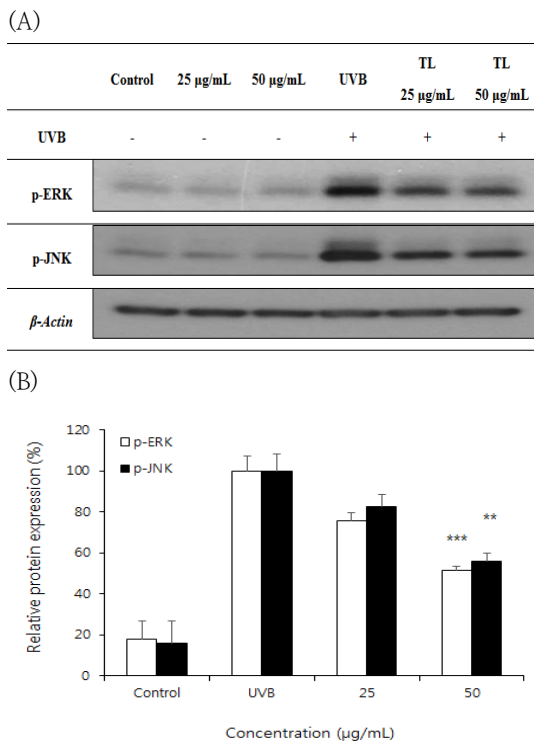 (A)
Control 25 μg/mL 50 μg/mL UVB TL 25 μg/mL TL 50 μg/mL
UVB - - - + + +
p-ERK
p-JNK
β-Actin
(B)
Relative protein expression (%)
120
100
80
60
40
20
0
p-ERK
p-JNK
*** **
Control UVB 25 50
Concentration (μg/mL)